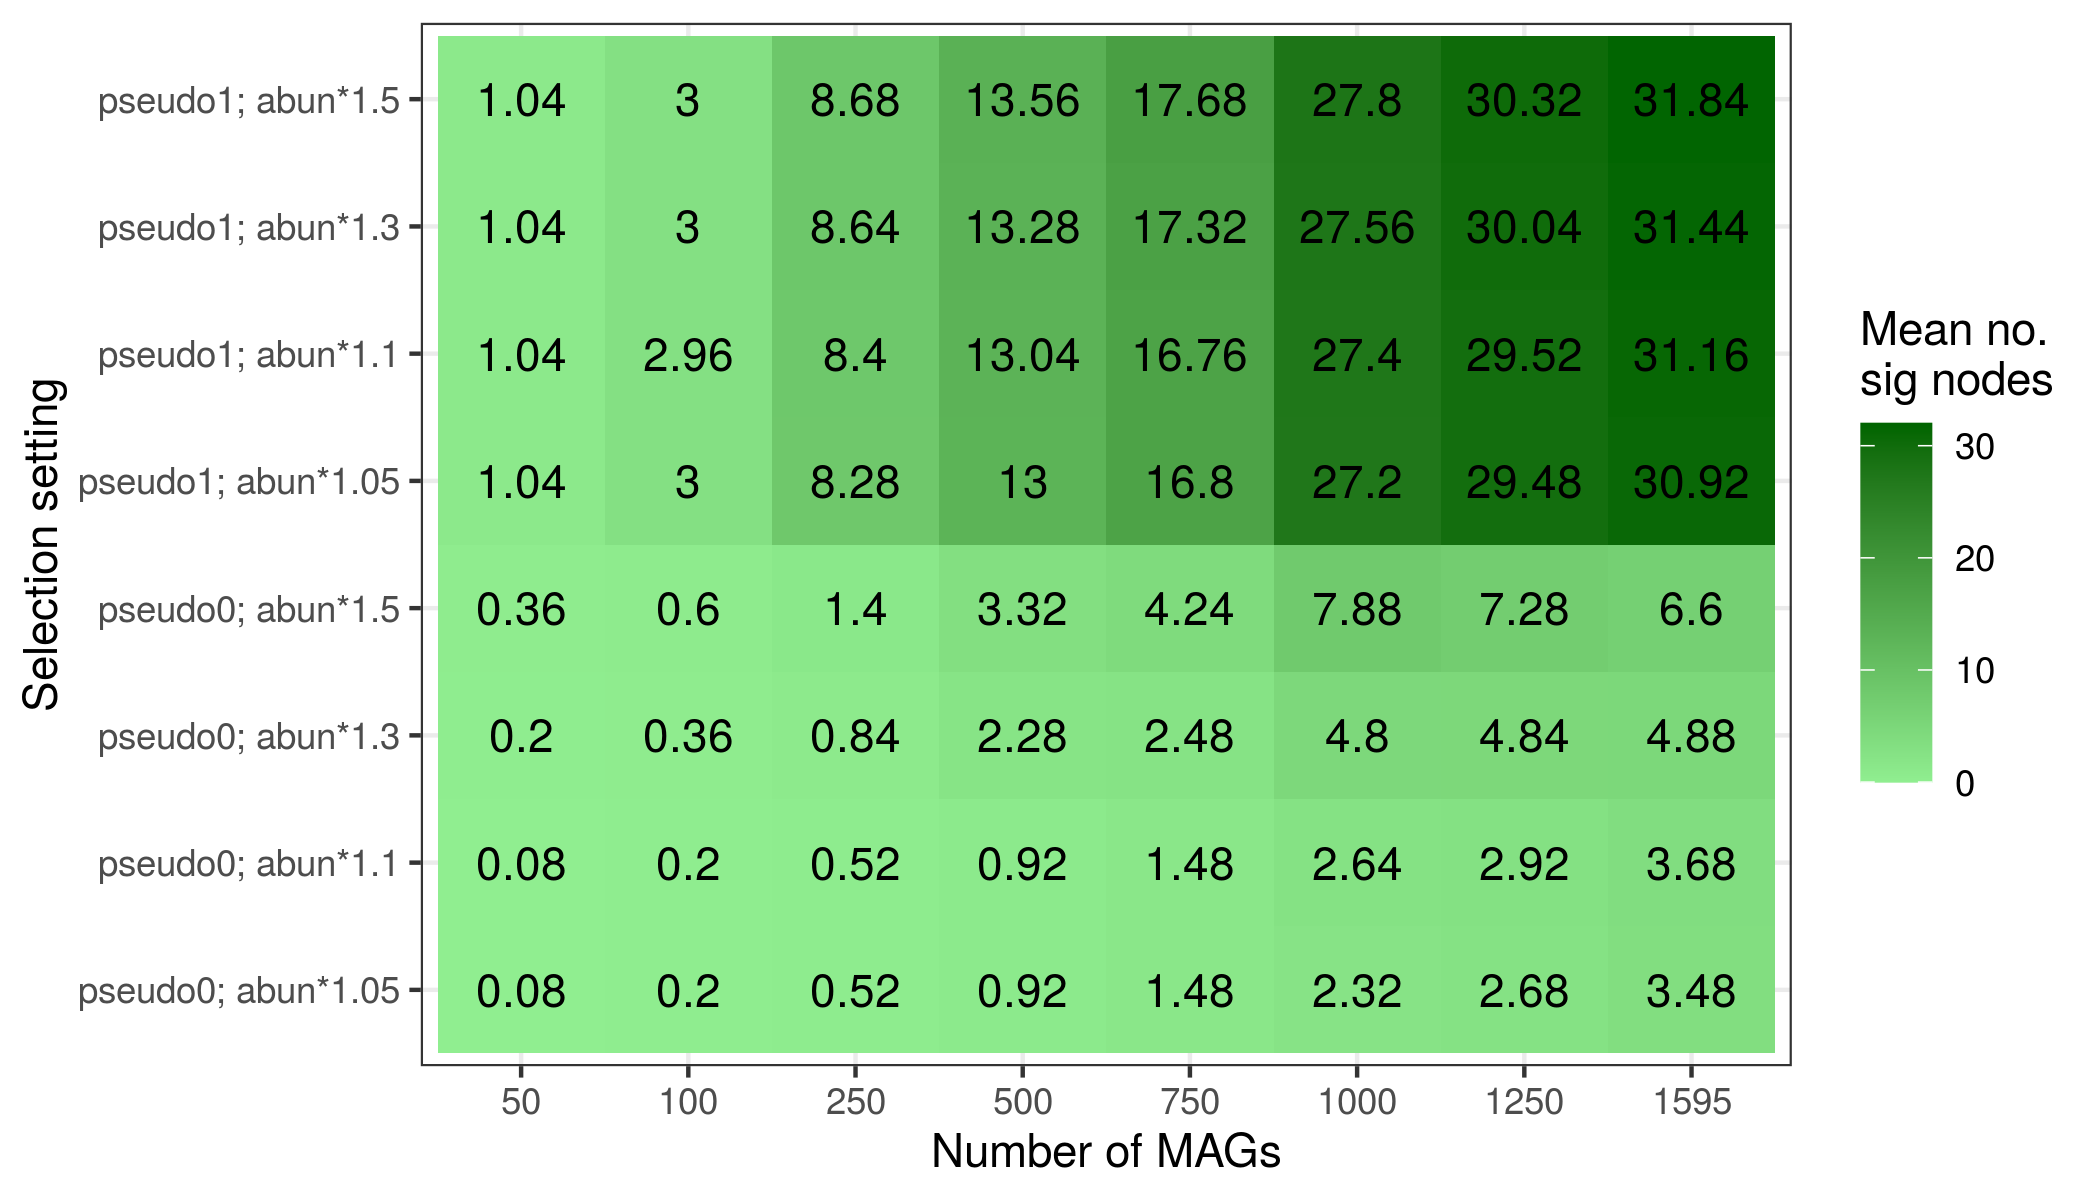 pseudo1; abun*1.5 1.04 3 8.68 13.56 17.68 27.8 30.32 31.84
pseudo1; abun*1.3 1.04 3 8.64 13.28 17.32 27.56 30.04 31.44
pseudo1; abun*1.1 1.04 2.96 8.4 13.04 16.76 27.4 29.52 31.16
pseudo1; abun*1.05 1.04 3 8.28 13 16.8 27.2 29.48 30.92
pseudo0; abun*1.5 0.36 0.6 1.4 3.32 4.24 7.88 7.28 6.6
pseudo0; abun*1.3 0.2 0.36 0.84 2.28 2.48 4.8 4.84 4.88
pseudo0; abun*1.1 0.08 0.2 0.52 0.92 1.48 2.64 2.92 3.68
pseudo0; abun*1.05 0.08 0.2 0.52 0.92 1.48 2.32 2.68 3.48
50 100 250 500 750 1000 1250 1595
Number of MAGs
Selection setting
Mean no.
sig nodes
30
20
10
0